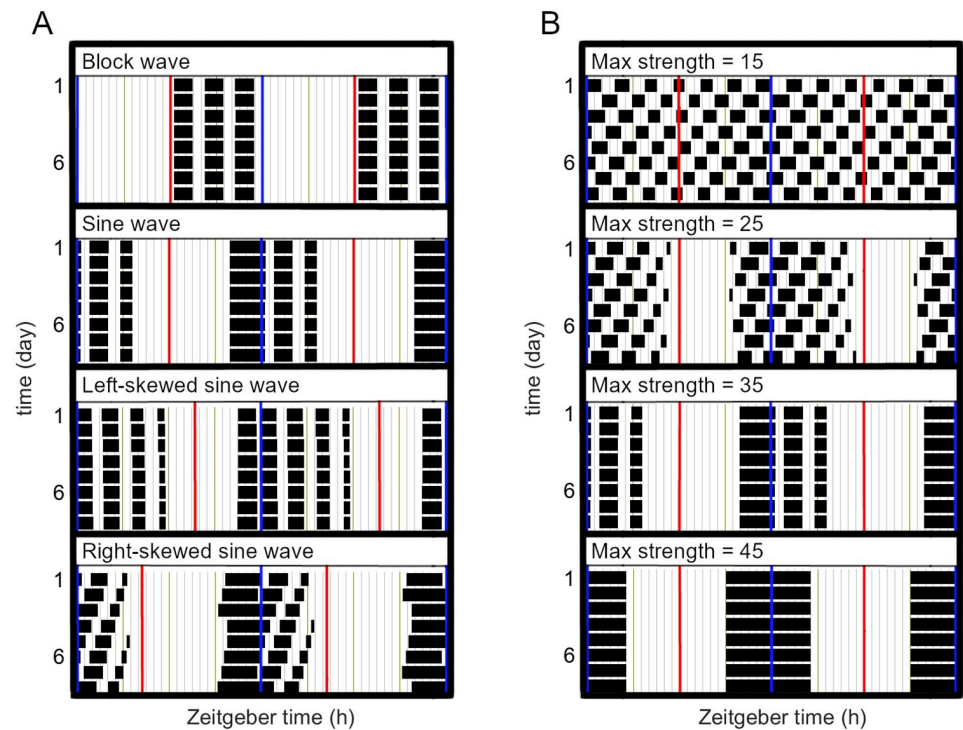 A
Block wave
1
6
Sine wave
1
6
Left-skewed sine wave
1
6
Right-skewed sine wave
1
6
time (day)
Zeitgeber time (h)
B
Max strength = 15
1
6
Max strength = 25
1
6
Max strength = 35
1
6
Max strength = 45
1
6
time (day)
Zeitgeber time (h)